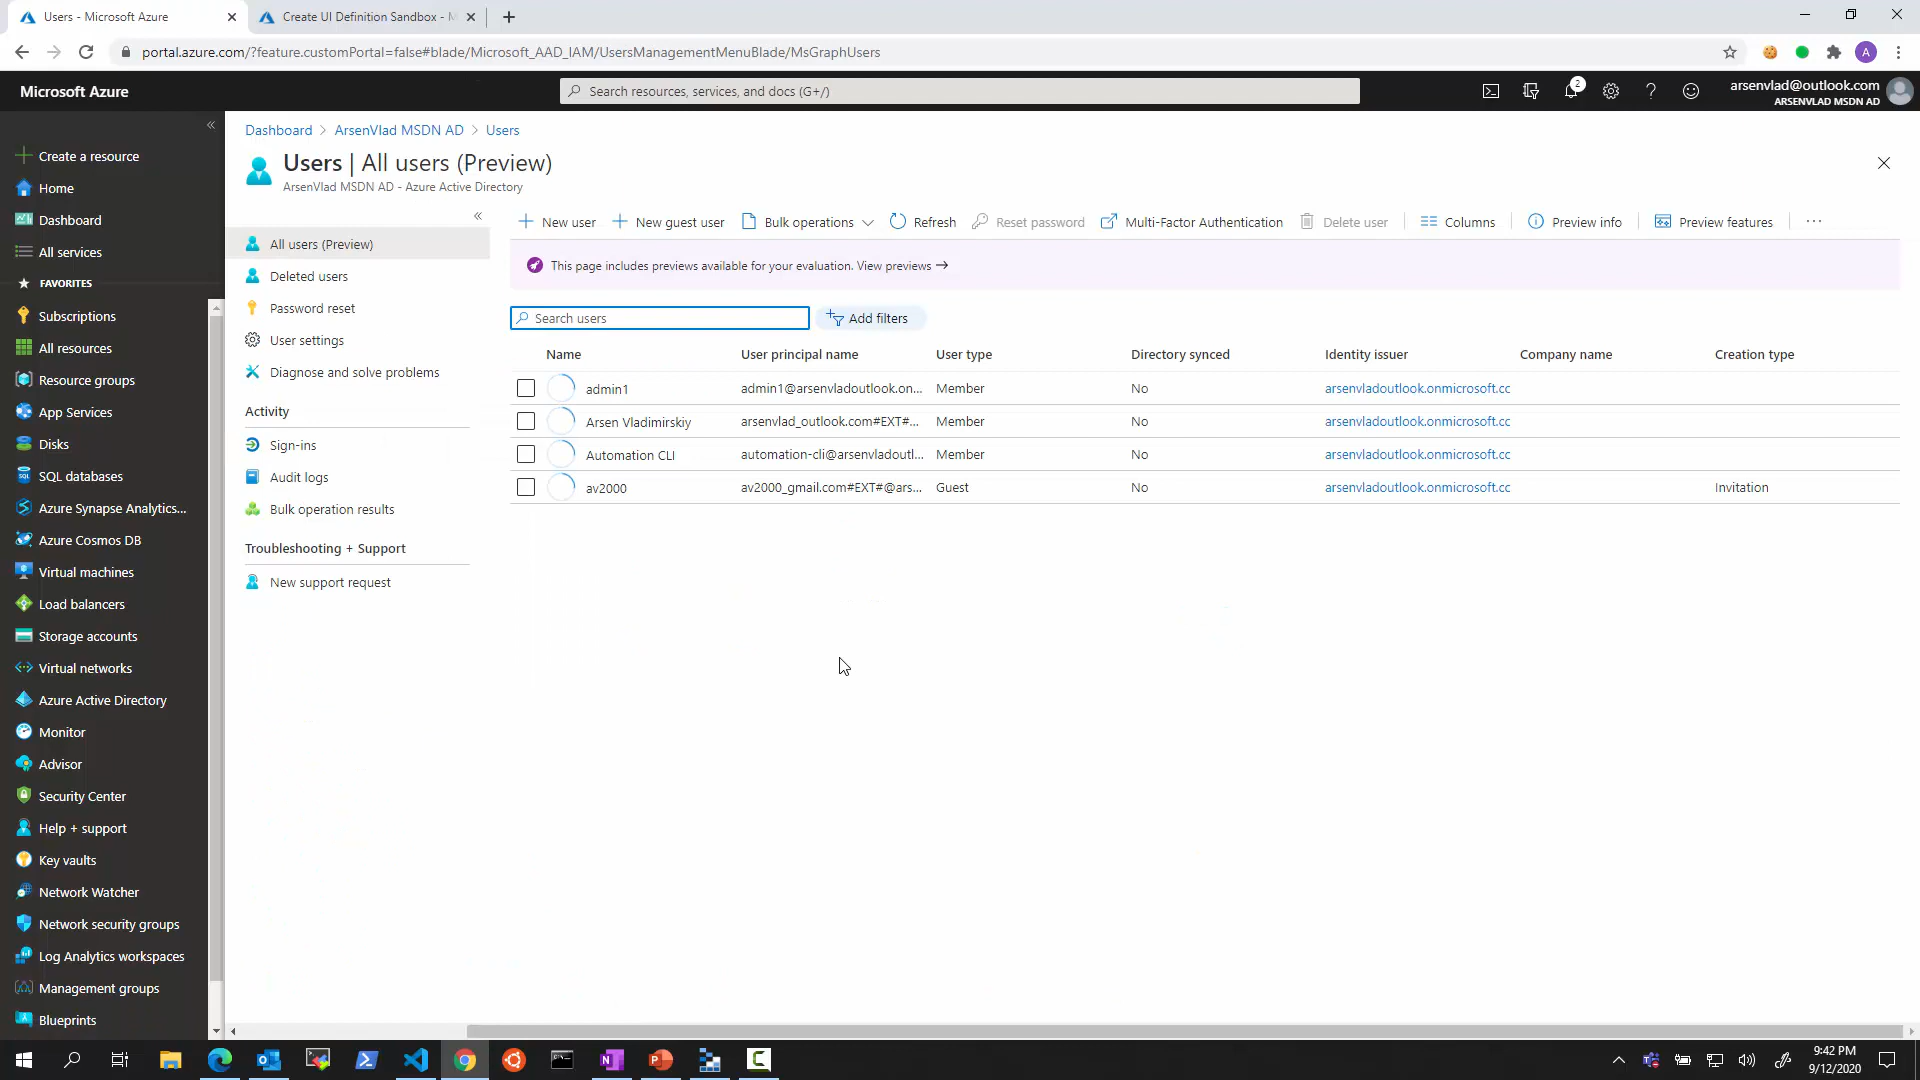 Users - Microsoft Azure
Create UI Definition Sandbox - M
portal.azure.com/?feature.customPortal=false#blade/Microsoft_AAD_IAM/UsersManagementMenuBlade/MsGraphUsers
A
Microsoft Azure
Search resources, services, and docs (G+/)
2
arsenvlad@outlook.com
ARSENVLAD MSDN AD
Create a resource
Home
Dashboard
All services
FAVORITES
Subscriptions
All resources
Resource groups
App Services
Disks
SQL databases
Azure Synapse Analytics...
Azure Cosmos DB
Virtual machines
Load balancers
Storage accounts
Virtual networks
Azure Active Directory
Monitor
Advisor
Security Center
Help + support
Key vaults
Network Watcher
Network security groups
Log Analytics workspaces
Management groups
Blueprints
Dashboard > ArsenVlad MSDN AD > Users
Users | All users (Preview)
ArsenVlad MSDN AD - Azure Active Directory
All users (Preview)
Deleted users
Password reset
User settings
Diagnose and solve problems
Activity
Sign-ins
Audit logs
Bulk operation results
Troubleshooting + Support
New support request
New user New guest user Bulk operations Refresh Reset password Multi-Factor Authentication Delete user Columns Preview info Preview features ...
This page includes previews available for your evaluation. View previews →
Search users
Add filters
Name User principal name User type Directory synced Identity issuer Company name Creation type
admin1 admin1@arsenvladoutlook.on... Member No arsenvladoutlook.onmicrosoft.cc
Arsen Vladimirskiy arsenvlad_outlook.com#EXT#... Member No arsenvladoutlook.onmicrosoft.cc
Automation CLI automation-cli@arsenvladoutl... Member No arsenvladoutlook.onmicrosoft.cc
av2000 av2000_gmail.com#EXT#@ars... Guest No arsenvladoutlook.onmicrosoft.cc Invitation
9:42 PM
9/12/2020